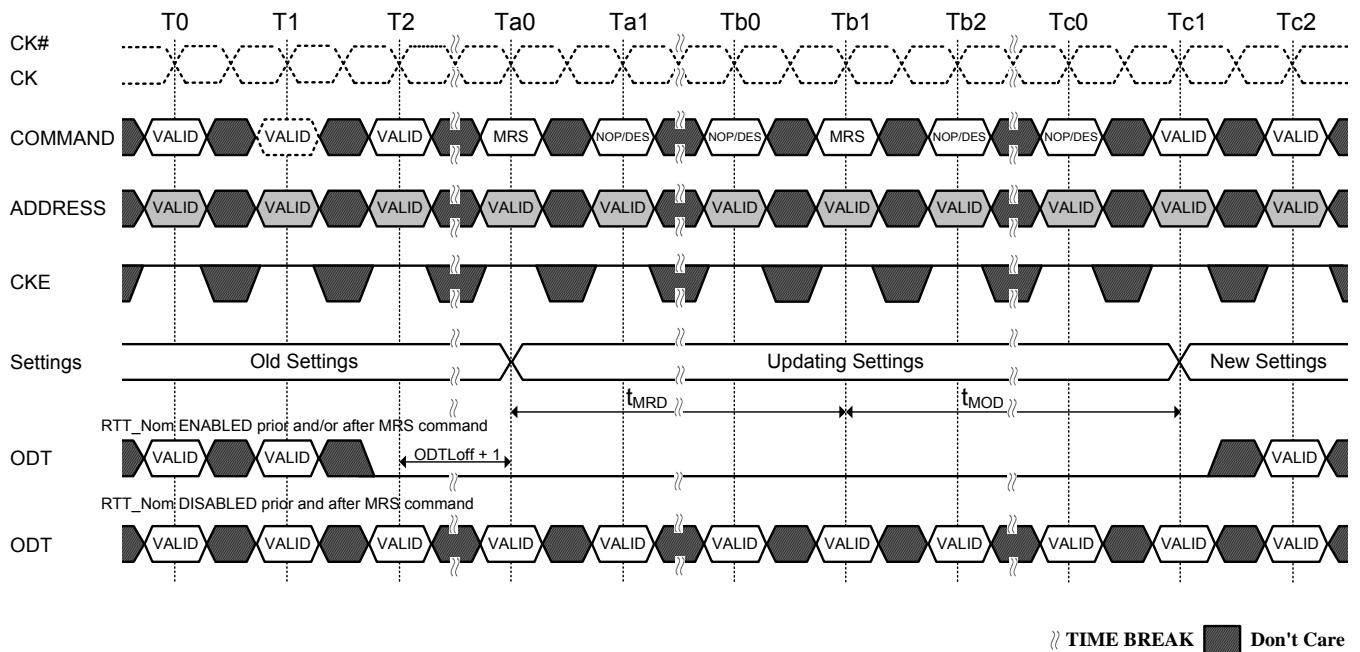 T0 T1 T2 Ta0 Ta1 Tb0 Tb1 Tb2 Tc0 Tc1 Tc2
CK#
CK
COMMAND VALID VALID VALID MRS NOP/DES NOP/DES MRS NOP/DES NOP/DES VALID VALID
ADDRESS VALID VALID VALID VALID VALID VALID VALID VALID VALID VALID VALID
CKE
Settings Old Settings Updating Settings New Settings
tMRD tMOD
RTT_Nom ENABLED prior and/or after MRS command
ODT VALID VALID ODTLoff + 1 VALID
RTT_Nom DISABLED prior and after MRS command
ODT VALID VALID VALID VALID VALID VALID VALID VALID VALID VALID VALID
TIME BREAK Don't Care